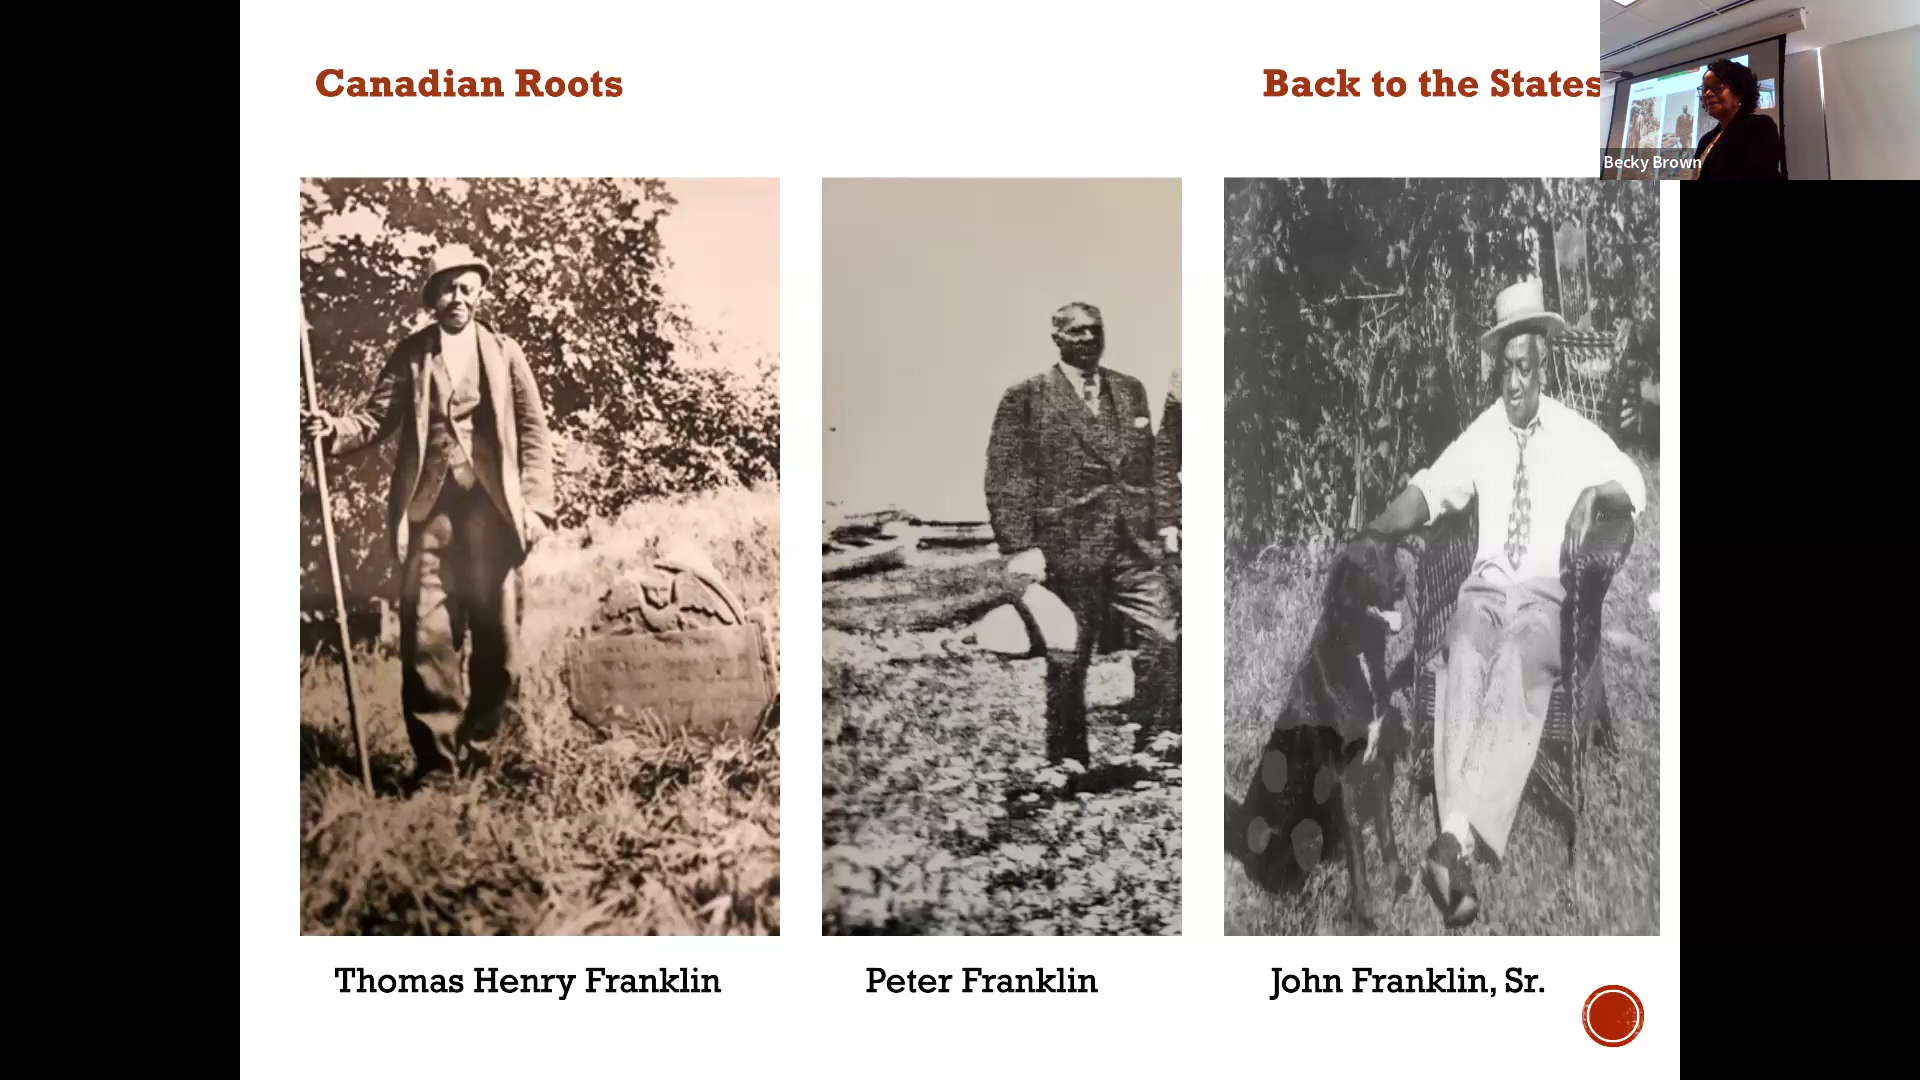 Canadian Roots
Back to the States
Becky Brown
Thomas Henry Franklin
Peter Franklin
John Franklin, Sr.